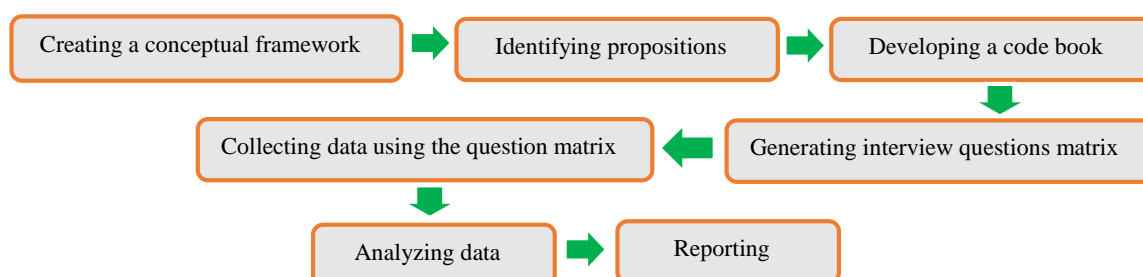 Creating a conceptual framework
Identifying propositions
Developing a code book
Generating interview questions matrix
Collecting data using the question matrix
Analyzing data
Reporting